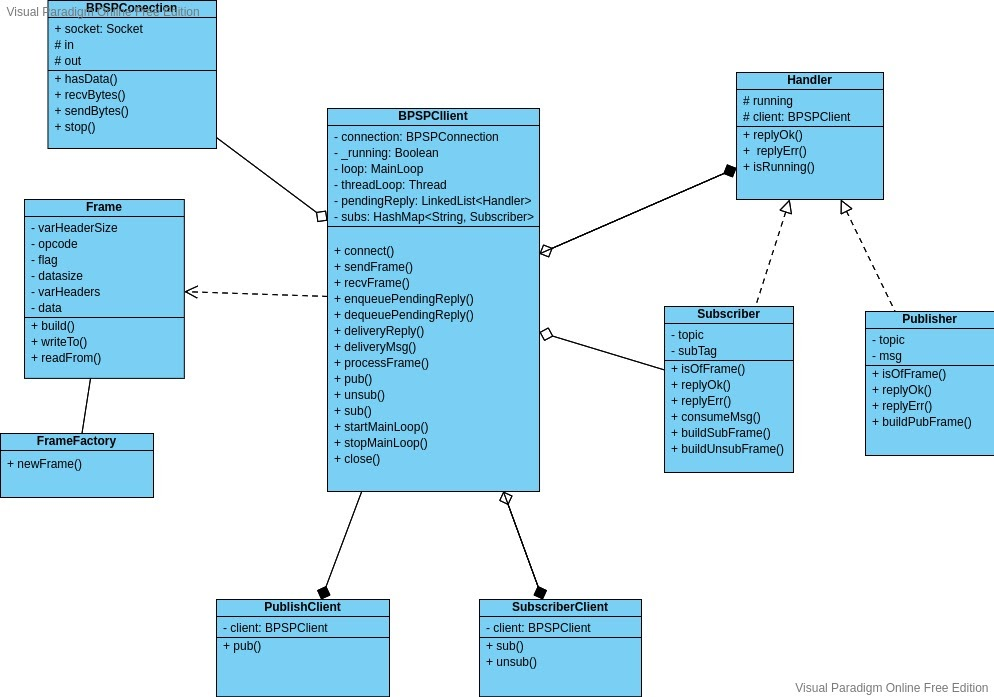 Visual Paradigm Online Free Edition
BPSPConection
+ socket: Socket
# in
# out
+ hasData()
+ recvBytes()
+ sendBytes()
+ stop()
Handler
# running
# client: BPSPClient
+ replyOk()
+ replyErr()
+ isRunning()
BPSPCllient
- connection: BPSPConnection
- _running: Boolean
- loop: MainLoop
- threadLoop: Thread
- pendingReply: LinkedList<Handler>
- subs: HashMap<String, Subscriber>
+ connect()
+ sendFrame()
+ recvFrame()
+ enqueuePendingReply()
+ dequeuePendingReply()
+ deliveryReply()
+ deliveryMsg()
+ processFrame()
+ pub()
+ unsub()
+ sub()
+ startMainLoop()
+ stopMainLoop()
+ close()
Frame
- varHeaderSize
- opcode
- flag
- datasize
- varHeaders
- data
+ build()
+ writeTo()
+ readFrom()
Subscriber
- topic
- subTag
+ isOfFrame()
+ replyOk()
+ replyErr()
+ consumeMsg()
+ buildSubFrame()
+ buildUnsubFrame()
Publisher
- topic
- msg
+ isOfFrame()
+ replyOk()
+ replyErr()
+ buildPubFrame()
FrameFactory
+ newFrame()
PublishClient
- client: BPSPClient
+ pub()
SubscriberClient
- client: BPSPClient
+ sub()
+ unsub()
Visual Paradigm Online Free Edition